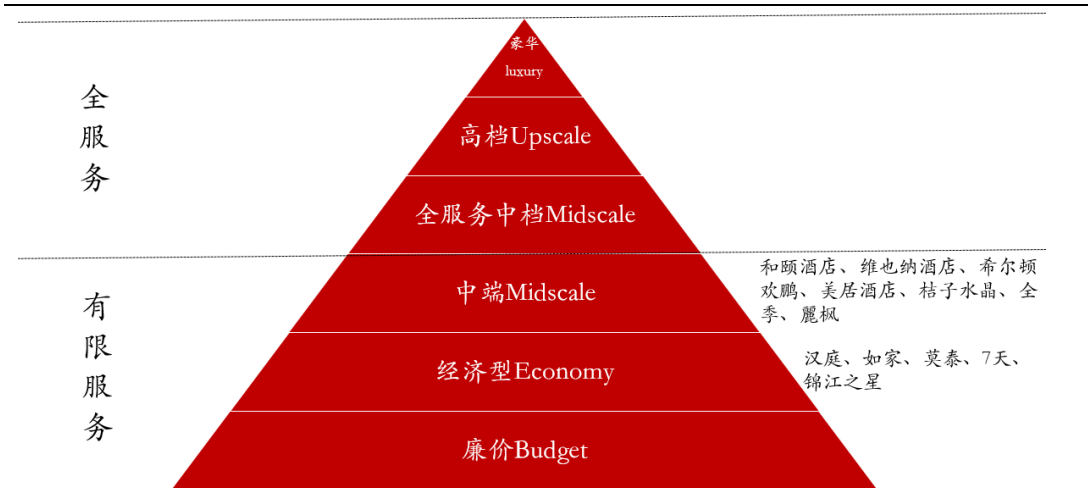 全服务
豪华
luxury
高档Upscale
全服务中档Midscale
有限服务
中端Midscale
和颐酒店、维也纳酒店、希尔顿
欢鹏、美居酒店、桔子水晶、全
季、麗枫
经济型Economy
汉庭、如家、莫泰、7天、
锦江之星
廉价Budget